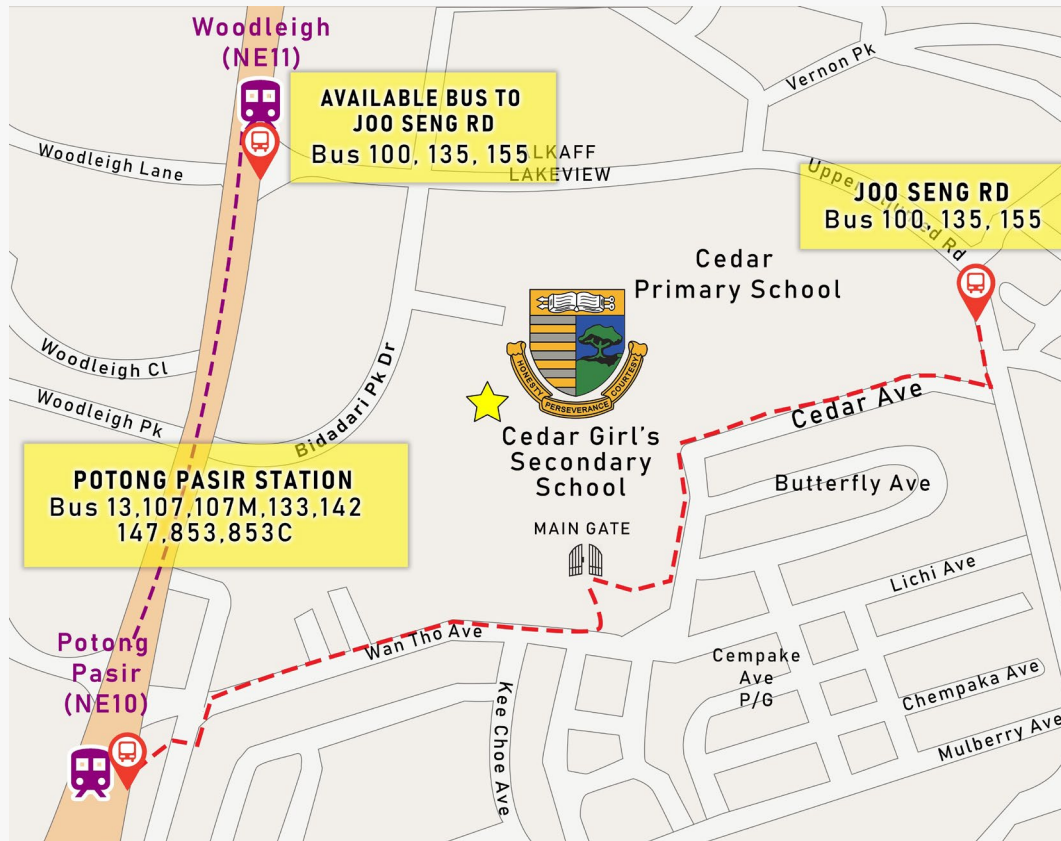 Woodleigh
(NE11)
AVAILABLE BUS TO
JOO SENG RD
Bus 100, 135, 155
Vernon Pk
Woodleigh Lane
ALKAFF
LAKEVIEW
Upper Rd
JOO SENG RD
Bus 100, 135, 155
Cedar
Primary School
HONESTY
PERSEVERANCE
COURTESY
Woodleigh Cl
Woodleigh Pk
Bidadari Pk Dr
Cedar Girl's
Secondary
School
Cedar Ave
Butterfly Ave
POTONG PASIR STATION
Bus 13,107,107M,133,142
147,853,853C
MAIN GATE
Lichi Ave
Potong
Pasir
(NE10)
Wan Tho Ave
Cempake
Ave
P/G
Kee Choe Ave
Chempaka Ave
Mulberry Ave